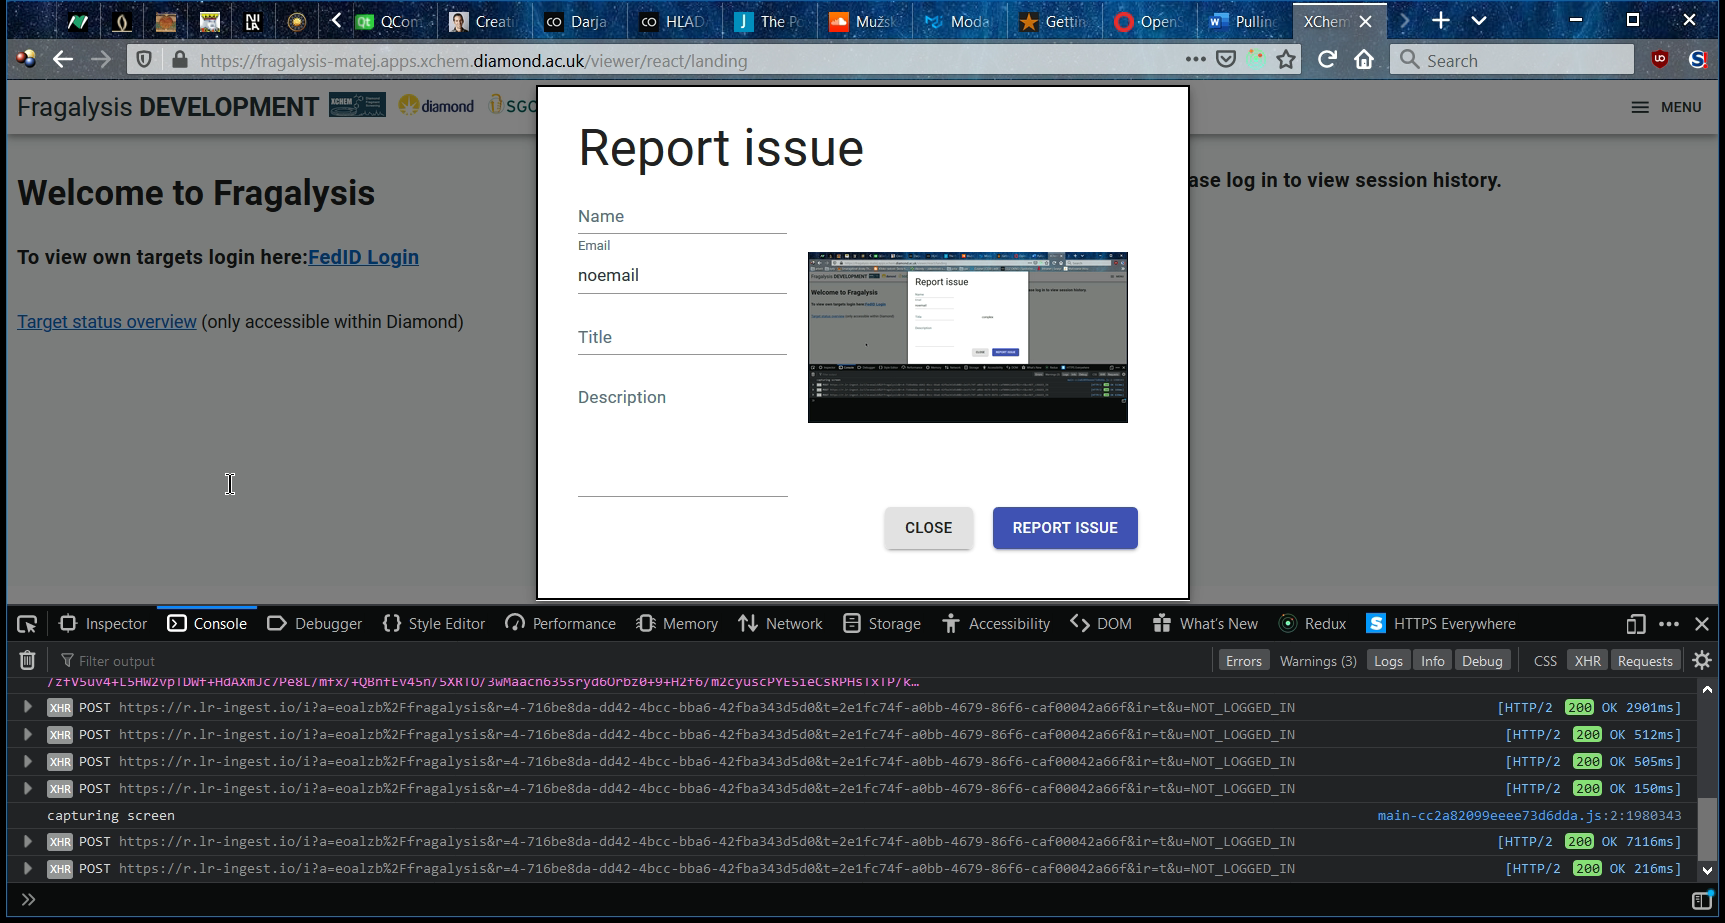 NI
LA
QCom
Creati
CO Darja
CO HĽAD
J The Po
Mužsk
Moda
Gettin
OpenS
Pulling
XChem
https://fragalysis-matej.apps.xchem.diamond.ac.uk/viewer/react/landing
Search
Fragalysis DEVELOPMENT XCHEM diamond SGC
MENU
Report issue
Welcome to Fragalysis
ase log in to view session history.
To view own targets login here:FedID Login
Target status overview (only accessible within Diamond)
Name
Email
noemail
Title
Description
Report issue
Welcome to Fragalysis
CLOSE
REPORT ISSUE
Inspector Console Debugger Style Editor Performance Memory Network Storage Accessibility DOM What's New Redux HTTPS Everywhere
Filter output
Errors Warnings (3) Logs Info Debug CSS XHR Requests
XHR POST https://r.lr-ingest.io/i?a=eoalzb%2Ffragalysis&r=4-716be8da-dd42-4bcc-bba6-42fba343d5d0&t=2e1fc74f-a0bb-4679-86f6-caf00042a66f&ir=t&u=NOT_LOGGED_IN [HTTP/2 200 OK 2901ms]
XHR POST https://r.lr-ingest.io/i?a=eoalzb%2Ffragalysis&r=4-716be8da-dd42-4bcc-bba6-42fba343d5d0&t=2e1fc74f-a0bb-4679-86f6-caf00042a66f&ir=t&u=NOT_LOGGED_IN [HTTP/2 200 OK 512ms]
XHR POST https://r.lr-ingest.io/i?a=eoalzb%2Ffragalysis&r=4-716be8da-dd42-4bcc-bba6-42fba343d5d0&t=2e1fc74f-a0bb-4679-86f6-caf00042a66f&ir=t&u=NOT_LOGGED_IN [HTTP/2 200 OK 505ms]
XHR POST https://r.lr-ingest.io/i?a=eoalzb%2Ffragalysis&r=4-716be8da-dd42-4bcc-bba6-42fba343d5d0&t=2e1fc74f-a0bb-4679-86f6-caf00042a66f&ir=t&u=NOT_LOGGED_IN [HTTP/2 200 OK 150ms]
capturing screen main-cc2a82099eeee73d6dda.js:2:1980343
XHR POST https://r.lr-ingest.io/i?a=eoalzb%2Ffragalysis&r=4-716be8da-dd42-4bcc-bba6-42fba343d5d0&t=2e1fc74f-a0bb-4679-86f6-caf00042a66f&ir=t&u=NOT_LOGGED_IN [HTTP/2 200 OK 7116ms]
XHR POST https://r.lr-ingest.io/i?a=eoalzb%2Ffragalysis&r=4-716be8da-dd42-4bcc-bba6-42fba343d5d0&t=2e1fc74f-a0bb-4679-86f6-caf00042a66f&ir=t&u=NOT_LOGGED_IN [HTTP/2 200 OK 216ms]